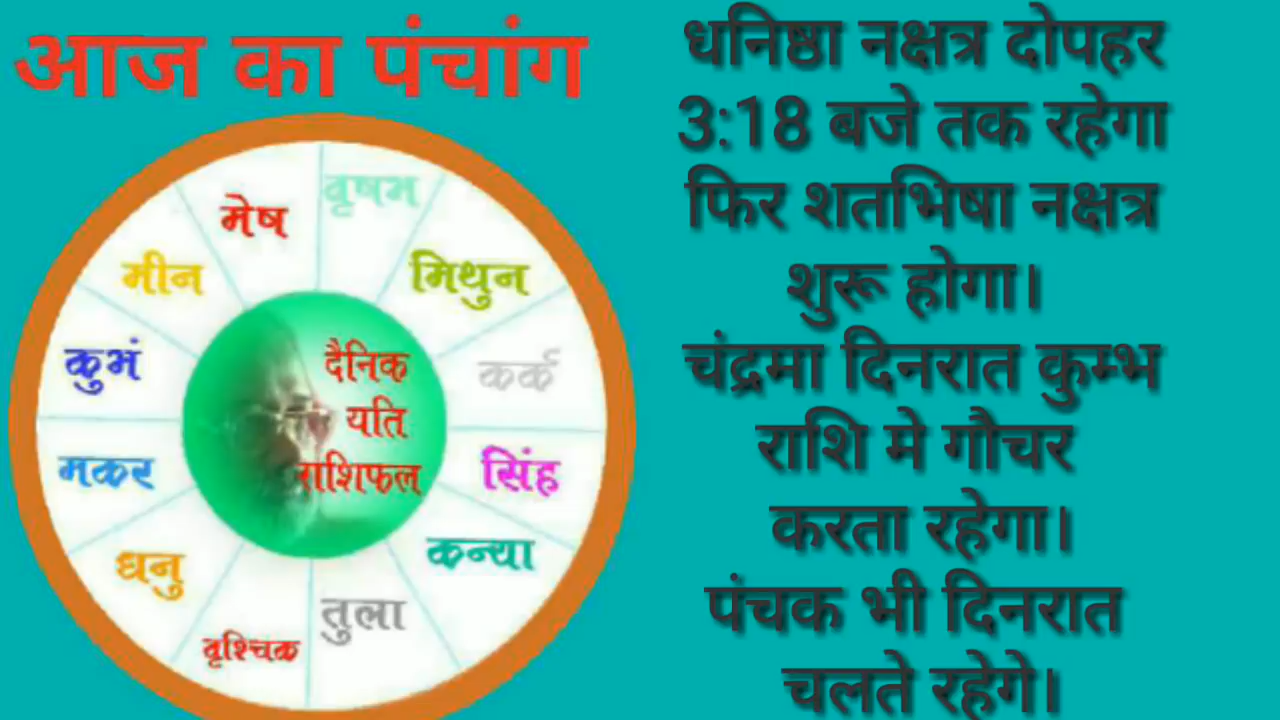 आज का पंचांग
मेष
वृषभ
मिथुन
कर्क
सिंह
कन्या
तुला
वृश्चिक
धनु
मकर
कुभं
मीन
दैनिक
यति
राशिफल
धनिष्ठा नक्षत्र दोपहर
3:18 बजे तक रहेगा
फिर शतभिषा नक्षत्र
शुरू होगा।
चंद्रमा दिनरात कुम्भ
राशि मे गौचर
करता रहेगा।
पंचक भी दिनरात
चलते रहेगे।